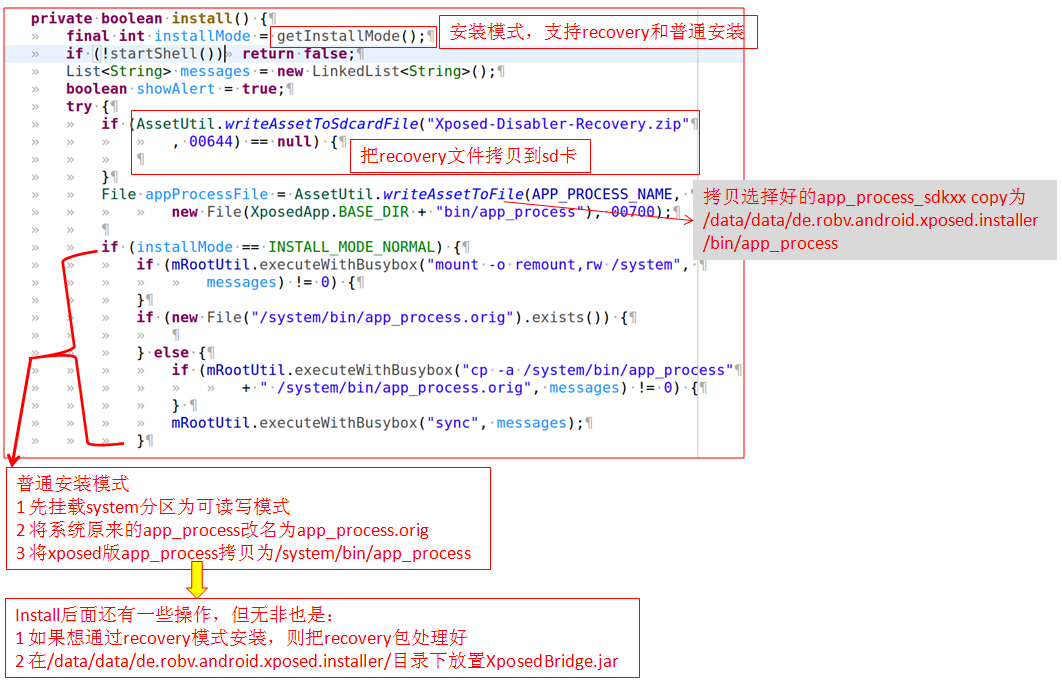 private boolean install() {
final int installMode = getInstallMode();
安装模式，支持recovery和普通安装
if (!startShell()) return false;
List<String> messages = new LinkedList<String>();
boolean showAlert = true;
try {
if (AssetUtil.writeAssetToSdcardFile("Xposed-Disabler-Recovery.zip"
, 00644) == null) {
把recovery文件拷贝到sd卡
}
File appProcessFile = AssetUtil.writeAssetToFile(APP_PROCESS_NAME,
new File(XposedApp.BASE_DIR + "bin/app_process"), 00700);
拷贝选择好的app_process_sdkxx copy为
/data/data/de.robv.android.xposed.installer
/bin/app_process
if (installMode == INSTALL_MODE_NORMAL) {
if (mRootUtil.executeWithBusybox("mount -o remount,rw /system",
messages) != 0) {
}
if (new File("/system/bin/app_process.orig").exists()) {
} else {
if (mRootUtil.executeWithBusybox("cp -a /system/bin/app_process"
+ " /system/bin/app_process.orig", messages) != 0) {
}
mRootUtil.executeWithBusybox("sync", messages);
}
普通安装模式
1 先挂载system分区为可读写模式
2 将系统原来的app_process改名为app_process.orig
3 将xposed版app_process拷贝为/system/bin/app_process
Install后面还有一些操作，但无非也是：
1 如果想通过recovery模式安装，则把recovery包处理好
2 在/data/data/de.robv.android.xposed.installer/目录下放置XposedBridge.jar